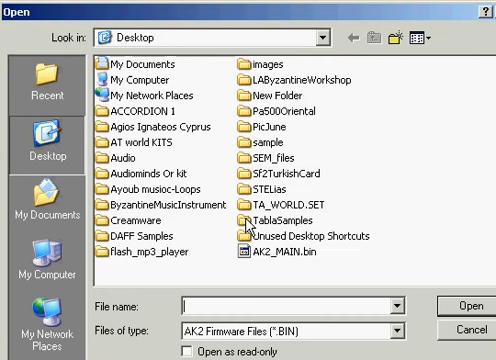 Open
Look in: Desktop
Recent
Desktop
My Documents
My Computer
My Network
Places
My Documents
My Computer
My Network Places
ACCORDION 1
Agios Ignateos Cyprus
AT world KITS
Audio
Audiominds Or kit
Ayoub musioc-Loops
ByzantineMusicInstrument
Creamware
DAFF Samples
flash_mp3_player
images
LAByzantineWorkshop
New Folder
Pa500Oriental
PicJune
sample
SEM_files
Sf2TurkishCard
STELias
TA_WORLD.SET
TablaSamples
Unused Desktop Shortcuts
AK2_MAIN.bin
File name:
Open
Files of type: AK2 Firmware Files (*.BIN)
Cancel
Open as read-only